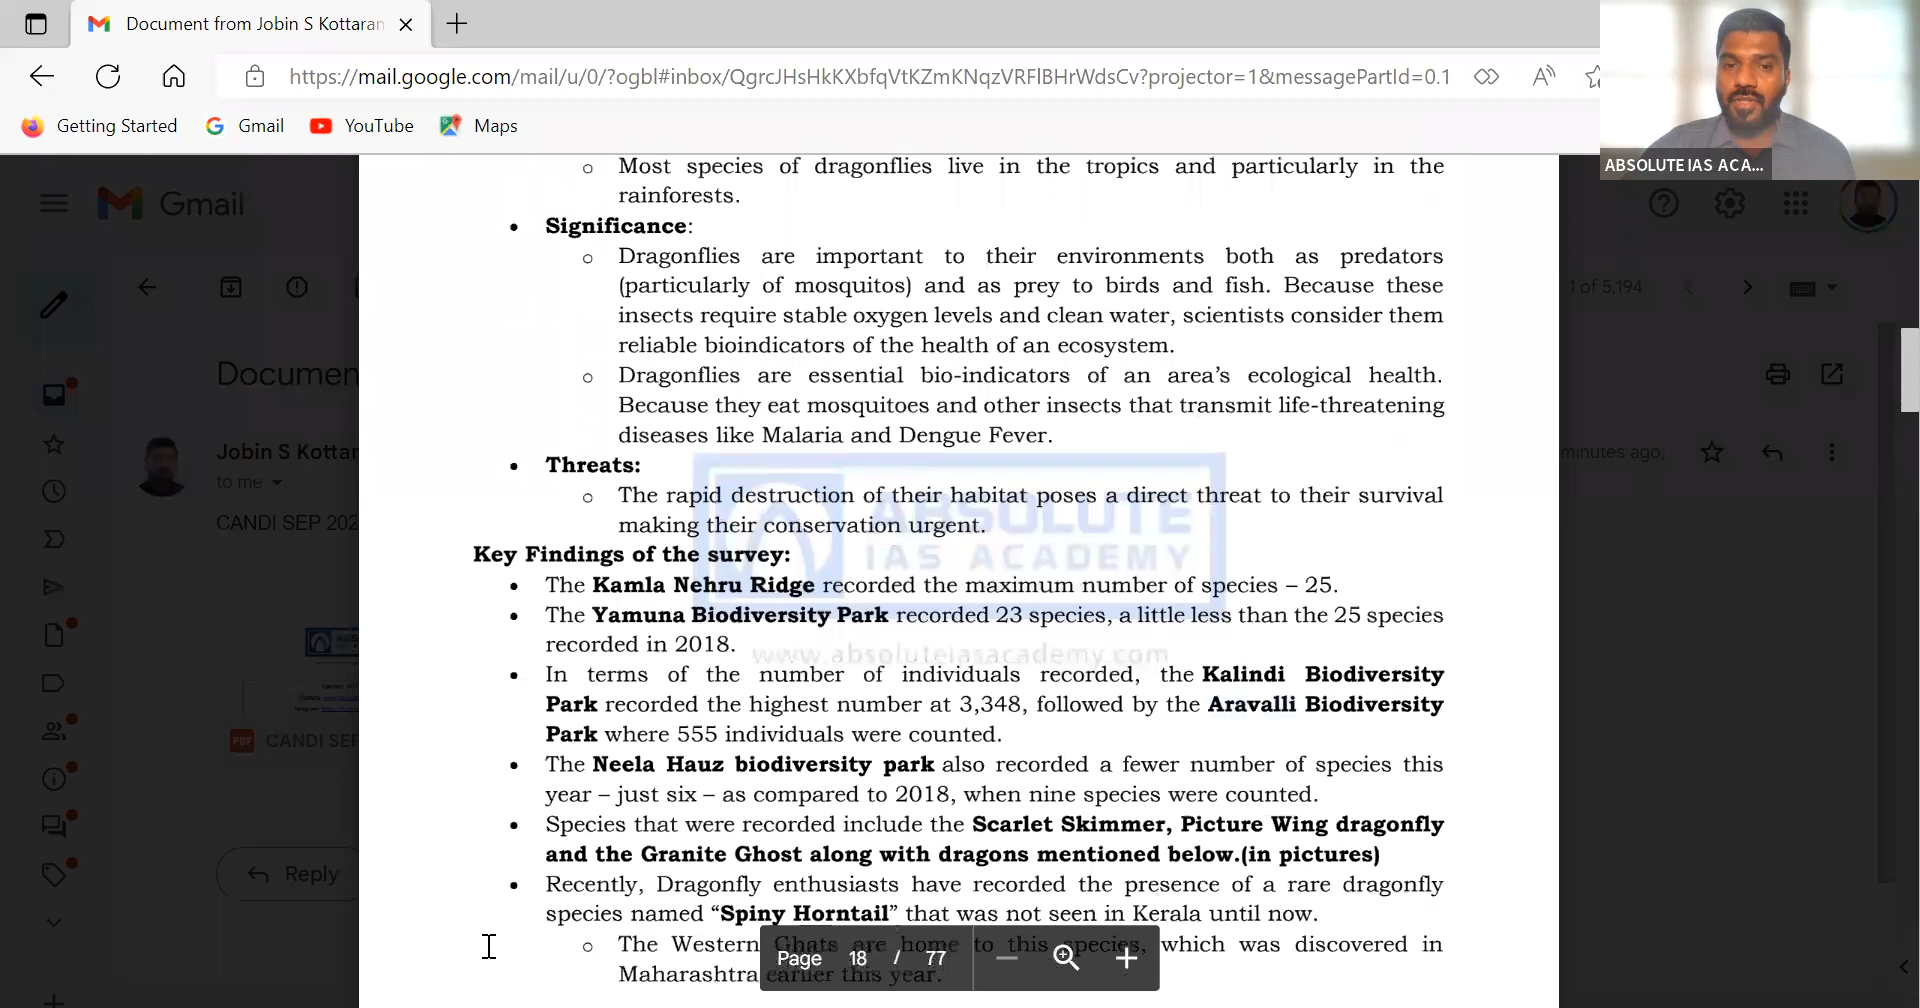 Document from Jobin S Kottaran
https://mail.google.com/mail/u/0/?ogbl#inbox/QgrcJHsHkKXbfqVtKZmKNqzVRFlBHrWdsCv?projector=1&messagePartId=0.1
Getting Started Gmail YouTube Maps
ABSOLUTE IAS ACA...
Gmail
Most species of dragonflies live in the tropics and particularly in the
rainforests.
• Significance:
o Dragonflies are important to their environments both as predators
(particularly of mosquitos) and as prey to birds and fish. Because these
insects require stable oxygen levels and clean water, scientists consider them
reliable bioindicators of the health of an ecosystem.
o Dragonflies are essential bio-indicators of an area's ecological health.
Because they eat mosquitoes and other insects that transmit life-threatening
diseases like Malaria and Dengue Fever.
• Threats:
o The rapid destruction of their habitat poses a direct threat to their survival
making their conservation urgent.
Key Findings of the survey:
• The Kamla Nehru Ridge recorded the maximum number of species – 25.
• The Yamuna Biodiversity Park recorded 23 species, a little less than the 25 species
recorded in 2018.
• In terms of the number of individuals recorded, the Kalindi Biodiversity
Park recorded the highest number at 3,348, followed by the Aravalli Biodiversity
Park where 555 individuals were counted.
• The Neela Hauz biodiversity park also recorded a fewer number of species this
year – just six – as compared to 2018, when nine species were counted.
• Species that were recorded include the Scarlet Skimmer, Picture Wing dragonfly
and the Granite Ghost along with dragons mentioned below.(in pictures)
• Recently, Dragonfly enthusiasts have recorded the presence of a rare dragonfly
species named “Spiny Horntail” that was not seen in Kerala until now.
o The Western Ghats are home to this species, which was discovered in
Maharashtra earlier this year.
ABSOLUTE
IAS ACADEMY
www.absoluteiasacademy.com
Page 18 / 77
1 of 5,194
Documen
Jobin S Kottar
to me
minutes ago,
CANDI SEP 202
PDF CANDI SEP
Reply